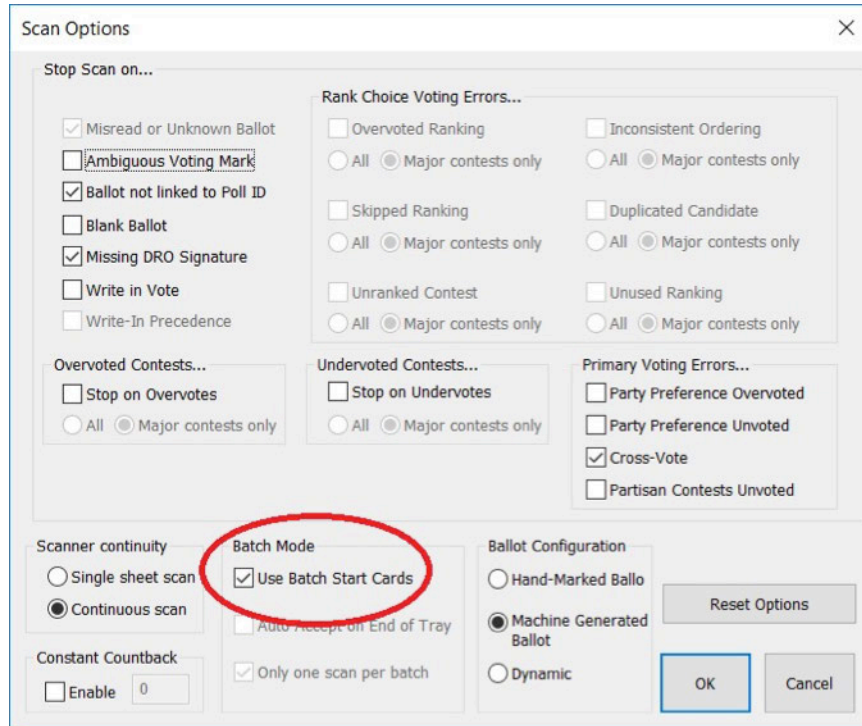 Scan Options
Stop Scan on...
Misread or Unknown Ballot
Ambiguous Voting Mark
Ballot not linked to Poll ID
Blank Ballot
Missing DRO Signature
Write in Vote
Write-In Precedence
Rank Choice Voting Errors...
Overvoted Ranking
All Major contests only
Inconsistent Ordering
All Major contests only
Skipped Ranking
All Major contests only
Duplicated Candidate
All Major contests only
Unranked Contest
All Major contests only
Unused Ranking
All Major contests only
Overvoted Contests...
Stop on Overvotes
All Major contests only
Undervoted Contests...
Stop on Undervotes
All Major contests only
Primary Voting Errors...
Party Preference Overvoted
Party Preference Unvoted
Cross-Vote
Partisan Contests Unvoted
Scanner continuity
Single sheet scan
Continuous scan
Constant Countback
Enable 0
Batch Mode
Use Batch Start Cards
Auto Accept on End of Tray
Only one scan per batch
Ballot Configuration
Hand-Marked Ballo
Machine Generated
Ballot
Dynamic
Reset Options
OK
Cancel